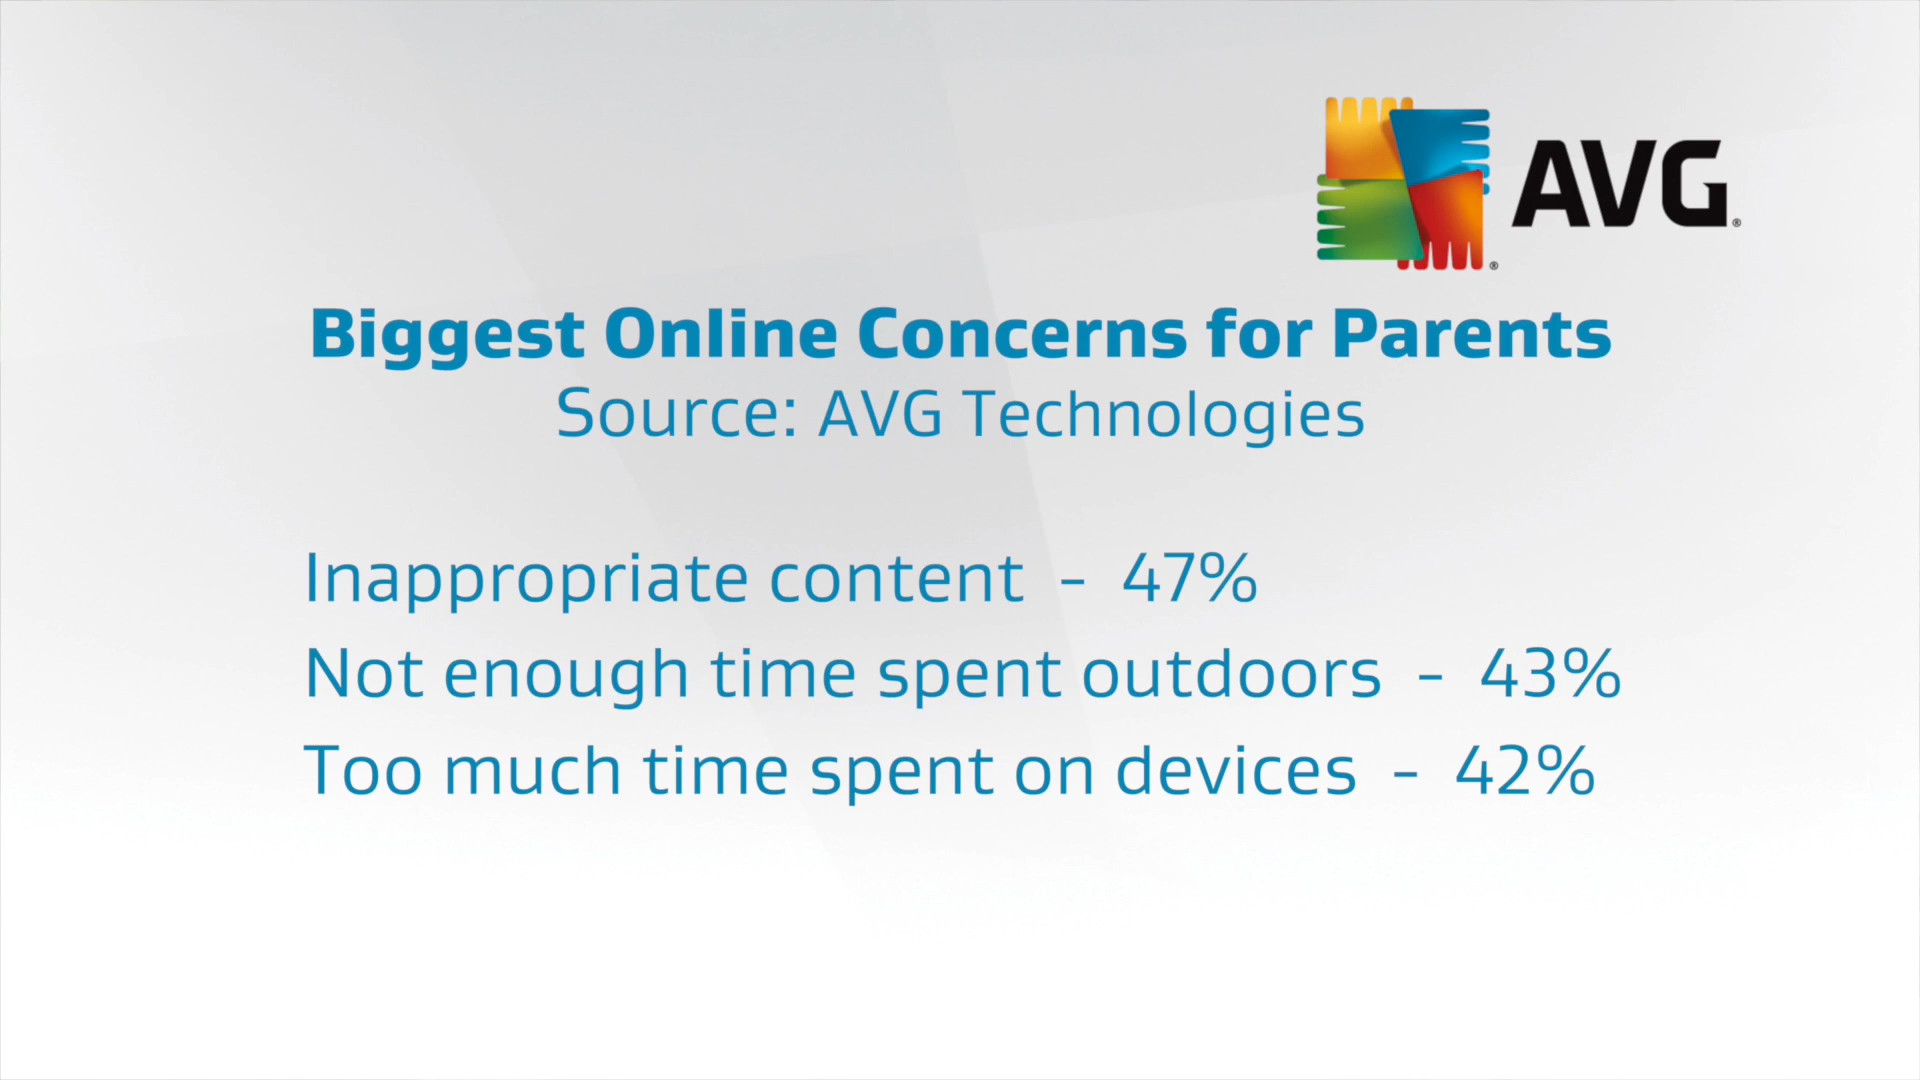 AVG
Biggest Online Concerns for Parents
Source: AVG Technologies
Inappropriate content - 47%
Not enough time spent outdoors - 43%
Too much time spent on devices - 42%